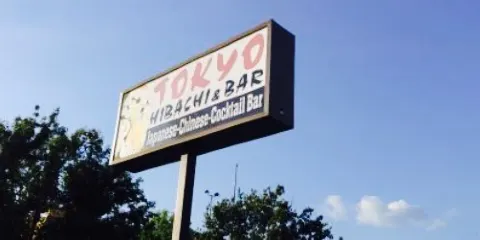 TOKYO
HIBACHI & BAR
Japanese-Chinese-Cocktail Bar